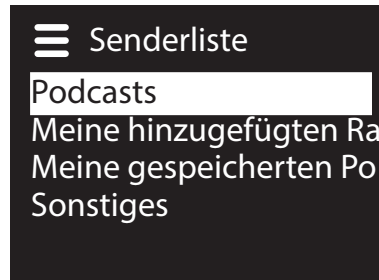 Senderliste
Podcasts
Meine hinzugefügten Ra
Meine gespeicherten Po
Sonstiges